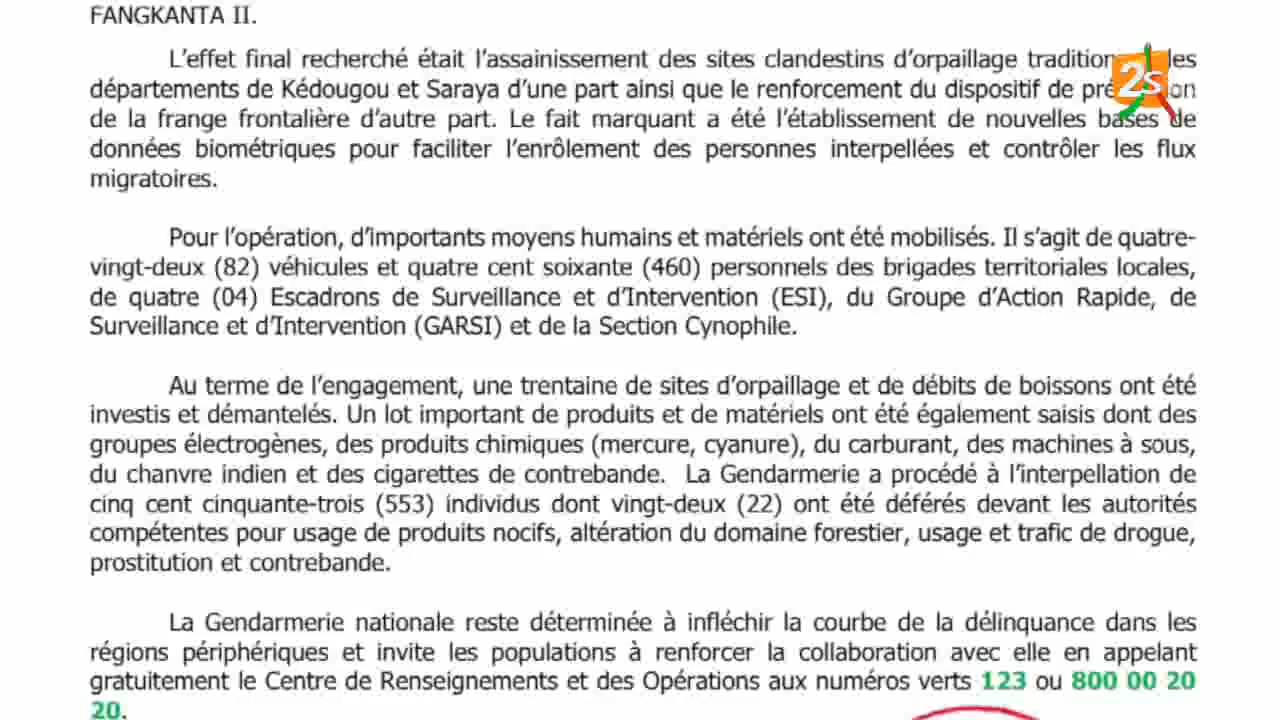 FANGKANTA II.
L'effet final recherché était l'assainissement des sites clandestins d'orpaillage des
départements de Kédougou et Saraya d'une part ainsi que le renforcement du dispositif de
de la frange frontalière d'autre part. Le fait marquant a été l'établissement de nouvelles bases de
données biométriques pour faciliter l'enrôlement des personnes interpellées et contrôler les flux
migratoires.
Pour l'opération, d'importants moyens humains et matériels ont été mobilisés. Il s'agit de quatre-
vingt-deux (82) véhicules et quatre cent soixante (460) personnels des brigades territoriales locales,
de quatre (04) Escadrons de Surveillance et d'Intervention (ESI), du Groupe d'Action Rapide, de
Surveillance et d'Intervention (GARSI) et de la Section Cynophile.
Au terme de l'engagement, une trentaine de sites d'orpaillage et de débits de boissons ont été
investis et démantelés. Un lot important de produits et de matériels ont été également saisis dont des
groupes électrogènes, des produits chimiques (mercure, cyanure), du carburant, des machines à sous,
du chanvre indien et des cigarettes de contrebande. La Gendarmerie a procédé à l'interpellation de
cinq cent cinquante-trois (553) individus dont vingt-deux (22) ont été déférés devant les autorités
compétentes pour usage de produits nocifs, altération du domaine forestier, usage et trafic de drogue,
prostitution et contrebande.
La Gendarmerie nationale reste déterminée à infléchir la courbe de la délinquance dans les
régions périphériques et invite les populations à renforcer la collaboration avec elle en appelant
gratuitement le Centre de Renseignements et des Opérations aux numéros verts 123 ou 800 00 20
20.
2s